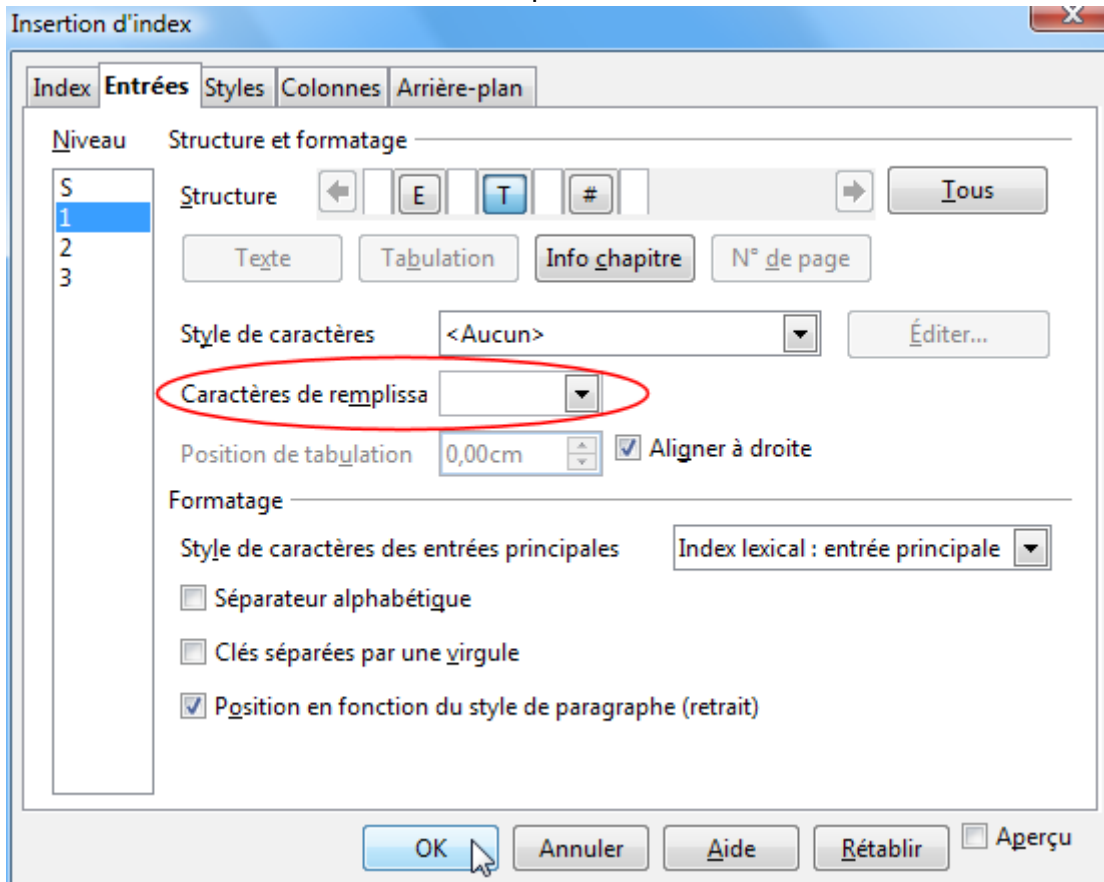 Insertion d'index
Index Entrées Styles Colonnes Arrière-plan
Niveau Structure et formatage
S
1
2
3
Structure E T # Tous
Texte Tabulation Info chapitre N° de page
Style de caractères <Aucun> Éditer...
Caractères de remplissa
Position de tabulation 0,00cm Aligner à droite
Formatage
Style de caractères des entrées principales Index lexical : entrée principale
Séparateur alphabétique
Clés séparées par une virgule
Position en fonction du style de paragraphe (retrait)
OK Annuler Aide Rétablir Aperçu